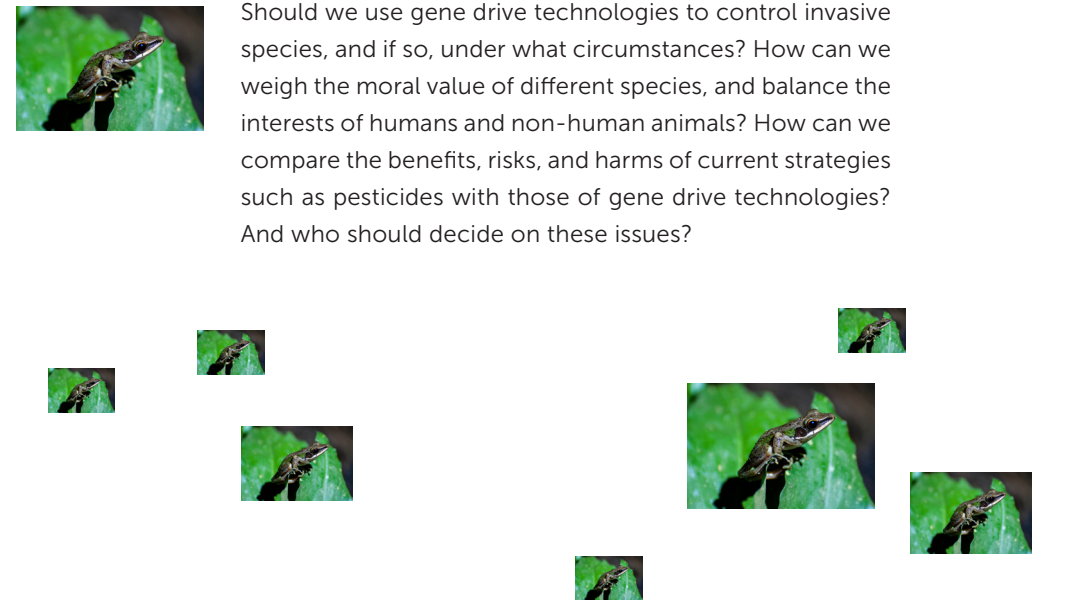 Should we use gene drive technologies to control invasive
species, and if so, under what circumstances? How can we
weigh the moral value of different species, and balance the
interests of humans and non-human animals? How can we
compare the benefits, risks, and harms of current strategies
such as pesticides with those of gene drive technologies?
And who should decide on these issues?